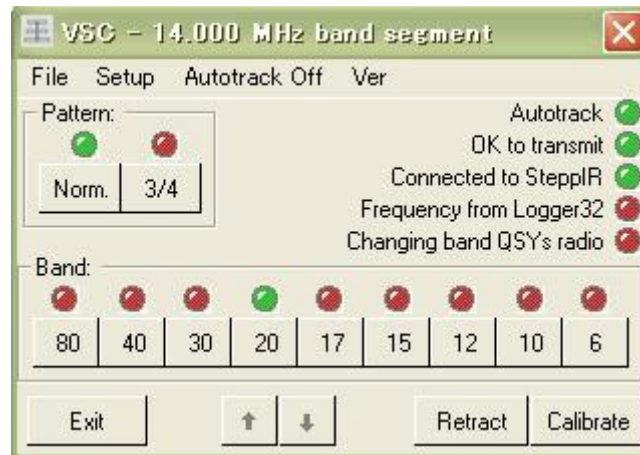 VSC - 14.000 MHz band segment
File Setup Autotrack Off Ver
Pattern:
Norm. 3/4
Autotrack
OK to transmit
Connected to SteppIR
Frequency from Logger32
Changing band QSY's radio
Band:
80 40 30 20 17 15 12 10 6
Exit Retract Calibrate